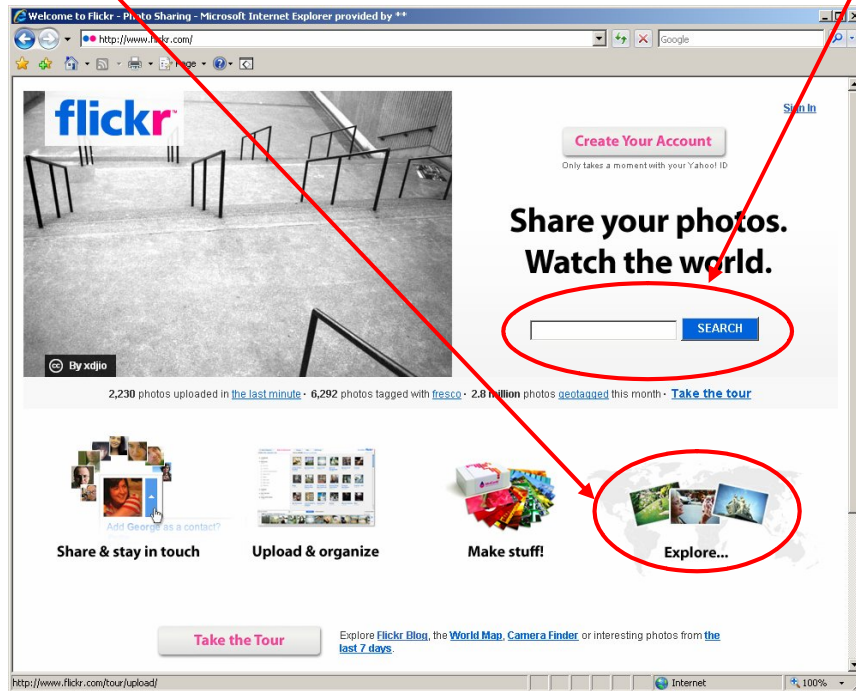 Welcome to Flickr - Photo Sharing - Microsoft Internet Explorer provided by **
http://www.flickr.com/
Google
Page
flickr™
Sign In
Create Your Account
Only takes a moment with your Yahoo! ID
Share your photos.
Watch the world.
SEARCH
cc By xdjio
2,230 photos uploaded in the last minute · 6,292 photos tagged with fresco · 2.8 million photos geotagged this month · Take the tour
Add George as a contact?
Share & stay in touch
Upload & organize
Make stuff!
Explore...
Take the Tour
Explore Flickr Blog, the World Map, Camera Finder or interesting photos from the
last 7 days.
http://www.flickr.com/tour/upload/
Internet
100%